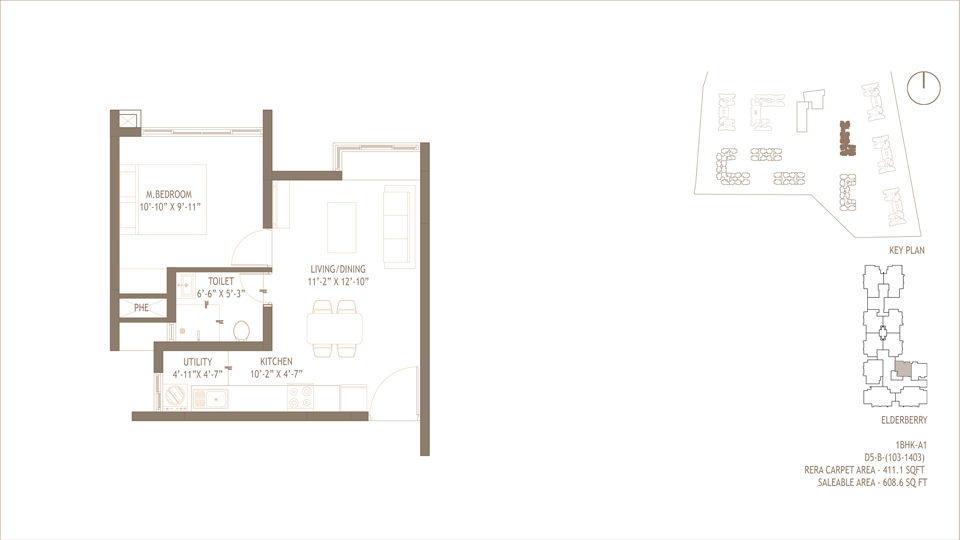 M.BEDROOM
10'-10" X 9'-11"
TOILET
6'-6" X 5'-3"
LIVING/DINING
11'-2" X 12'-10"
PHE
UTILITY
4'-11"X 4'-7"
KITCHEN
10'-2" X 4'-7"
KEY PLAN
ELDERBERRY
1BHK-A1
D5-B-(103-1403)
RERA CARPET AREA - 411.1 SQFT
SALEABLE AREA - 608.6 SQ FT